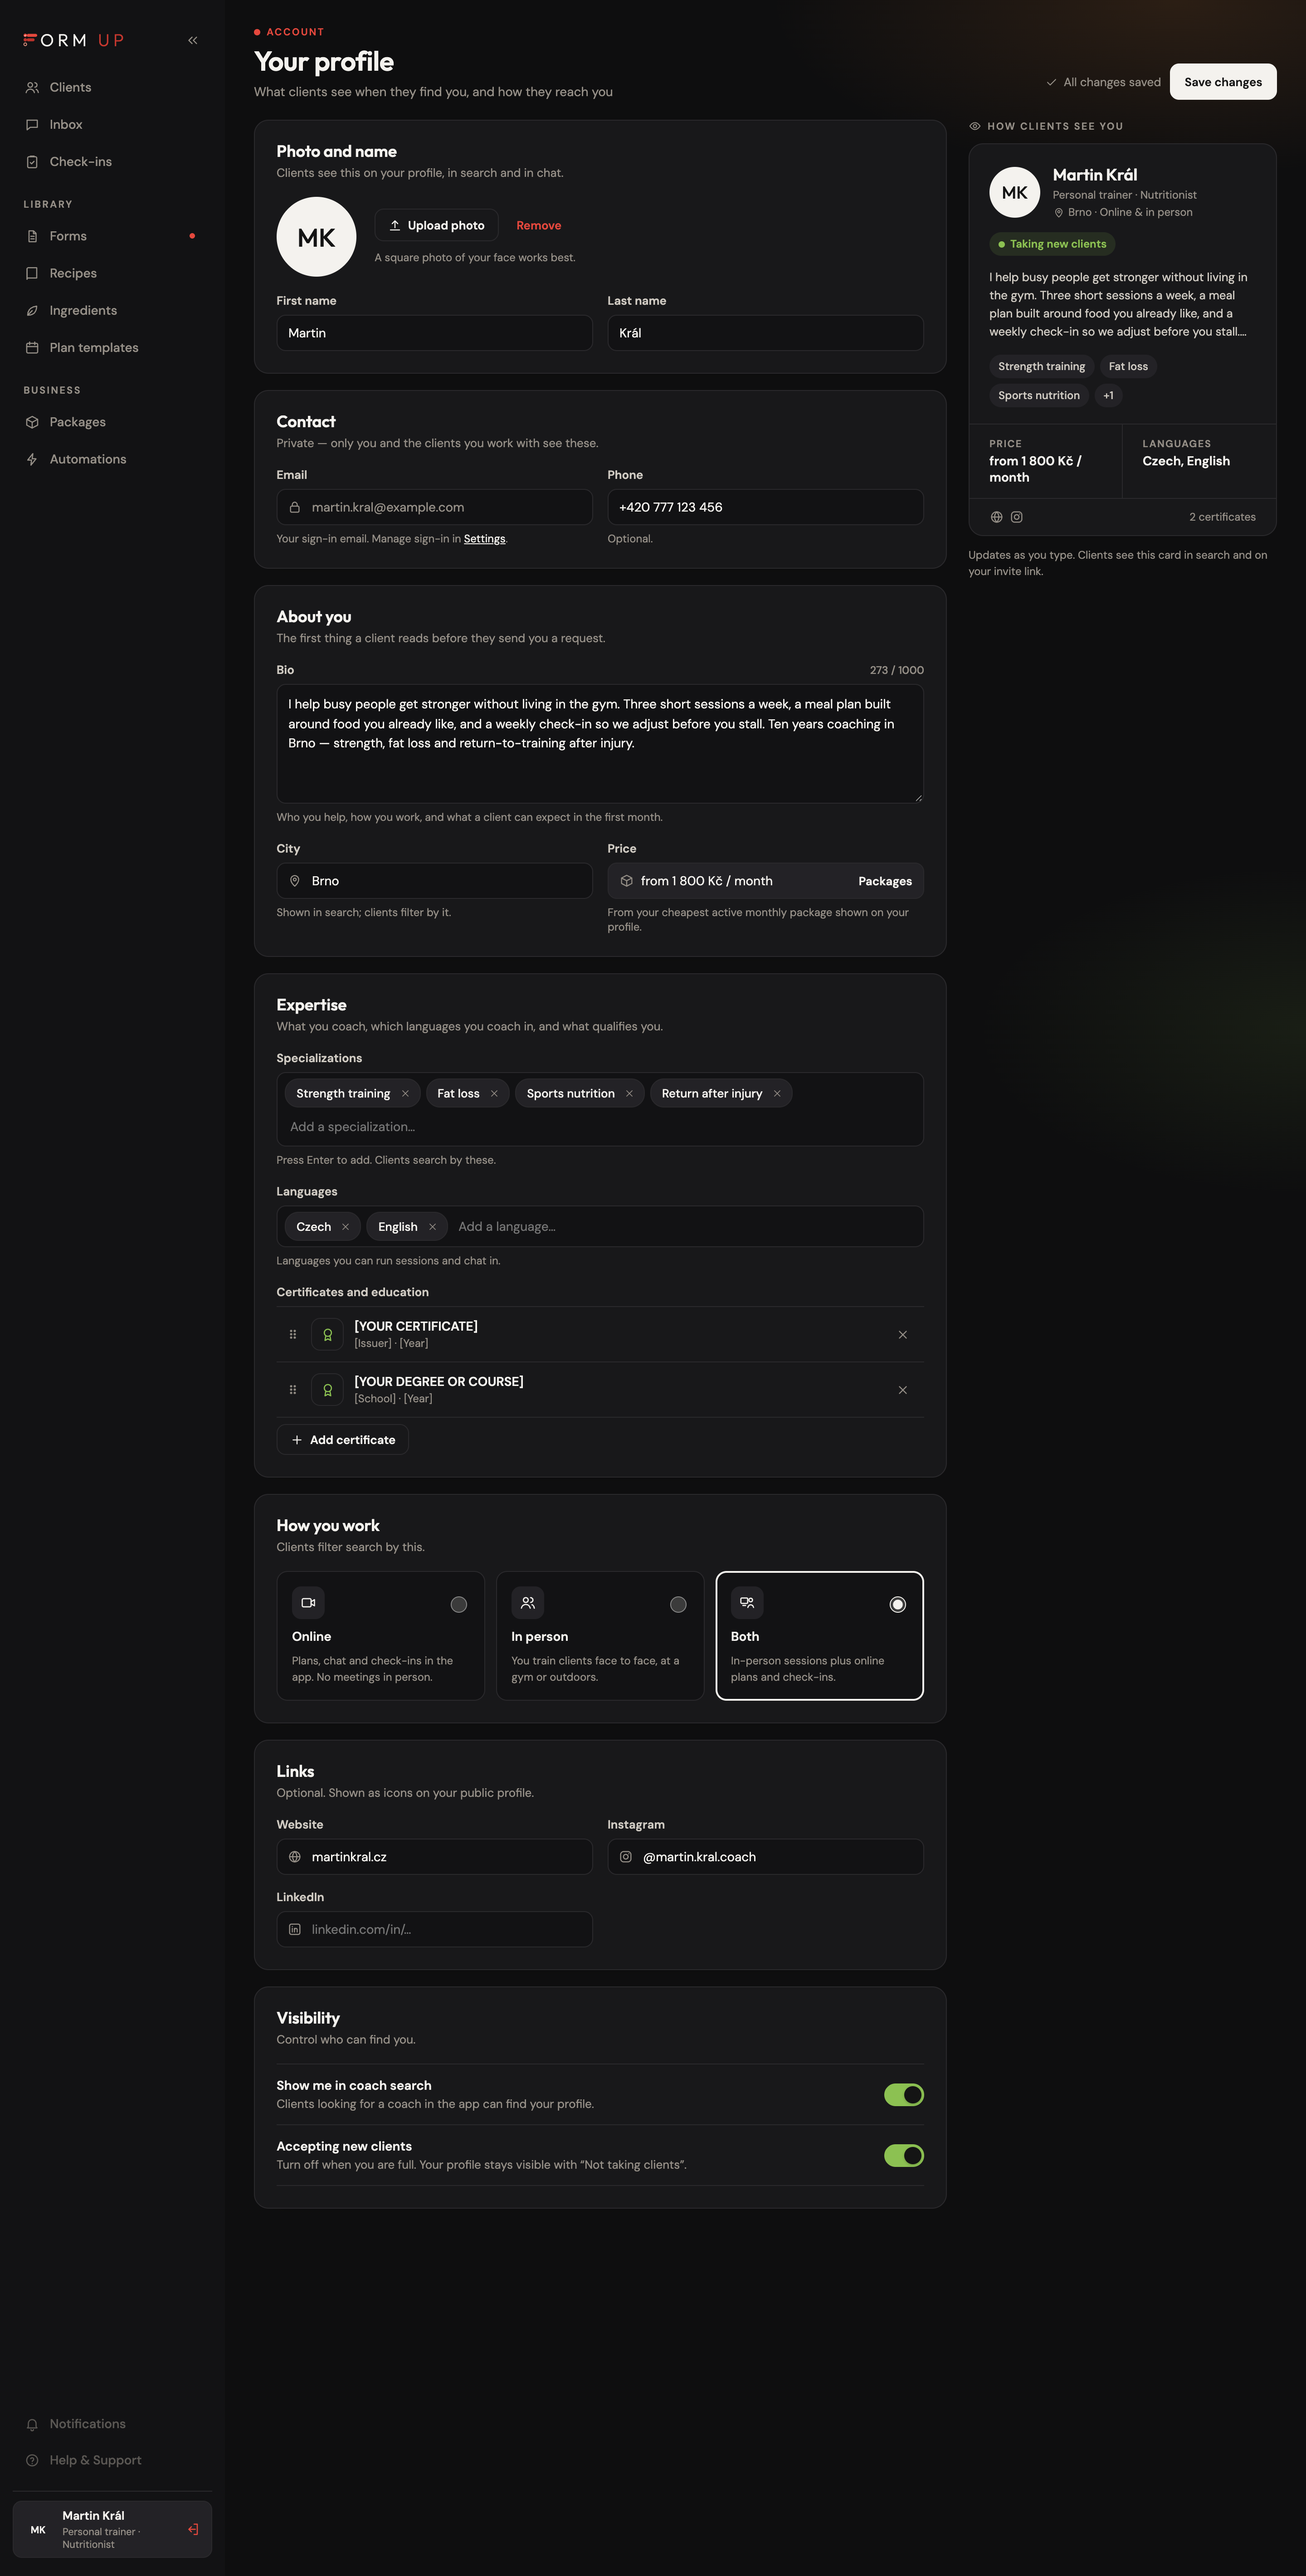 FORM UP
Clients
Inbox
Check-ins
LIBRARY
Forms
Recipes
Ingredients
Plan templates
BUSINESS
Packages
Automations
Notifications
Help & Support
MK
Martin Král
Personal trainer ·
Nutritionist
ACCOUNT
Your profile
What clients see when they find you, and how they reach you
All changes saved
Save changes
Photo and name
Clients see this on your profile, in search and in chat.
MK
Upload photo
Remove
A square photo of your face works best.
First name
Last name
Martin
Král
Contact
Private — only you and the clients you work with see these.
Email
Phone
martin.kral@example.com
+420 777 123 456
Your sign-in email. Manage sign-in in Settings.
Optional.
About you
The first thing a client reads before they send you a request.
Bio
273 / 1000
I help busy people get stronger without living in the gym. Three short sessions a week, a meal plan built
around food you already like, and a weekly check-in so we adjust before you stall. Ten years coaching in
Brno — strength, fat loss and return-to-training after injury.
Who you help, how you work, and what a client can expect in the first month.
City
Price
Brno
from 1 800 Kč / month
Packages
Shown in search; clients filter by it.
From your cheapest active monthly package shown on your
profile.
Expertise
What you coach, which languages you coach in, and what qualifies you.
Specializations
Strength training
Fat loss
Sports nutrition
Return after injury
Add a specialization…
Press Enter to add. Clients search by these.
Languages
Czech
English
Add a language…
Languages you can run sessions and chat in.
Certificates and education
[YOUR CERTIFICATE]
[Issuer] · [Year]
[YOUR DEGREE OR COURSE]
[School] · [Year]
Add certificate
How you work
Clients filter search by this.
Online
Plans, chat and check-ins in the
app. No meetings in person.
In person
You train clients face to face, at a
gym or outdoors.
Both
In-person sessions plus online
plans and check-ins.
Links
Optional. Shown as icons on your public profile.
Website
Instagram
martinkral.cz
@martin.kral.coach
LinkedIn
linkedin.com/in/…
Visibility
Control who can find you.
Show me in coach search
Clients looking for a coach in the app can find your profile.
Accepting new clients
Turn off when you are full. Your profile stays visible with “Not taking clients”.
HOW CLIENTS SEE YOU
MK
Martin Král
Personal trainer · Nutritionist
Brno · Online & in person
Taking new clients
I help busy people get stronger without living in
the gym. Three short sessions a week, a meal
plan built around food you already like, and a
weekly check-in so we adjust before you stall.…
Strength training
Fat loss
Sports nutrition
+1
PRICE
from 1 800 Kč /
month
LANGUAGES
Czech, English
2 certificates
Updates as you type. Clients see this card in search and on
your invite link.